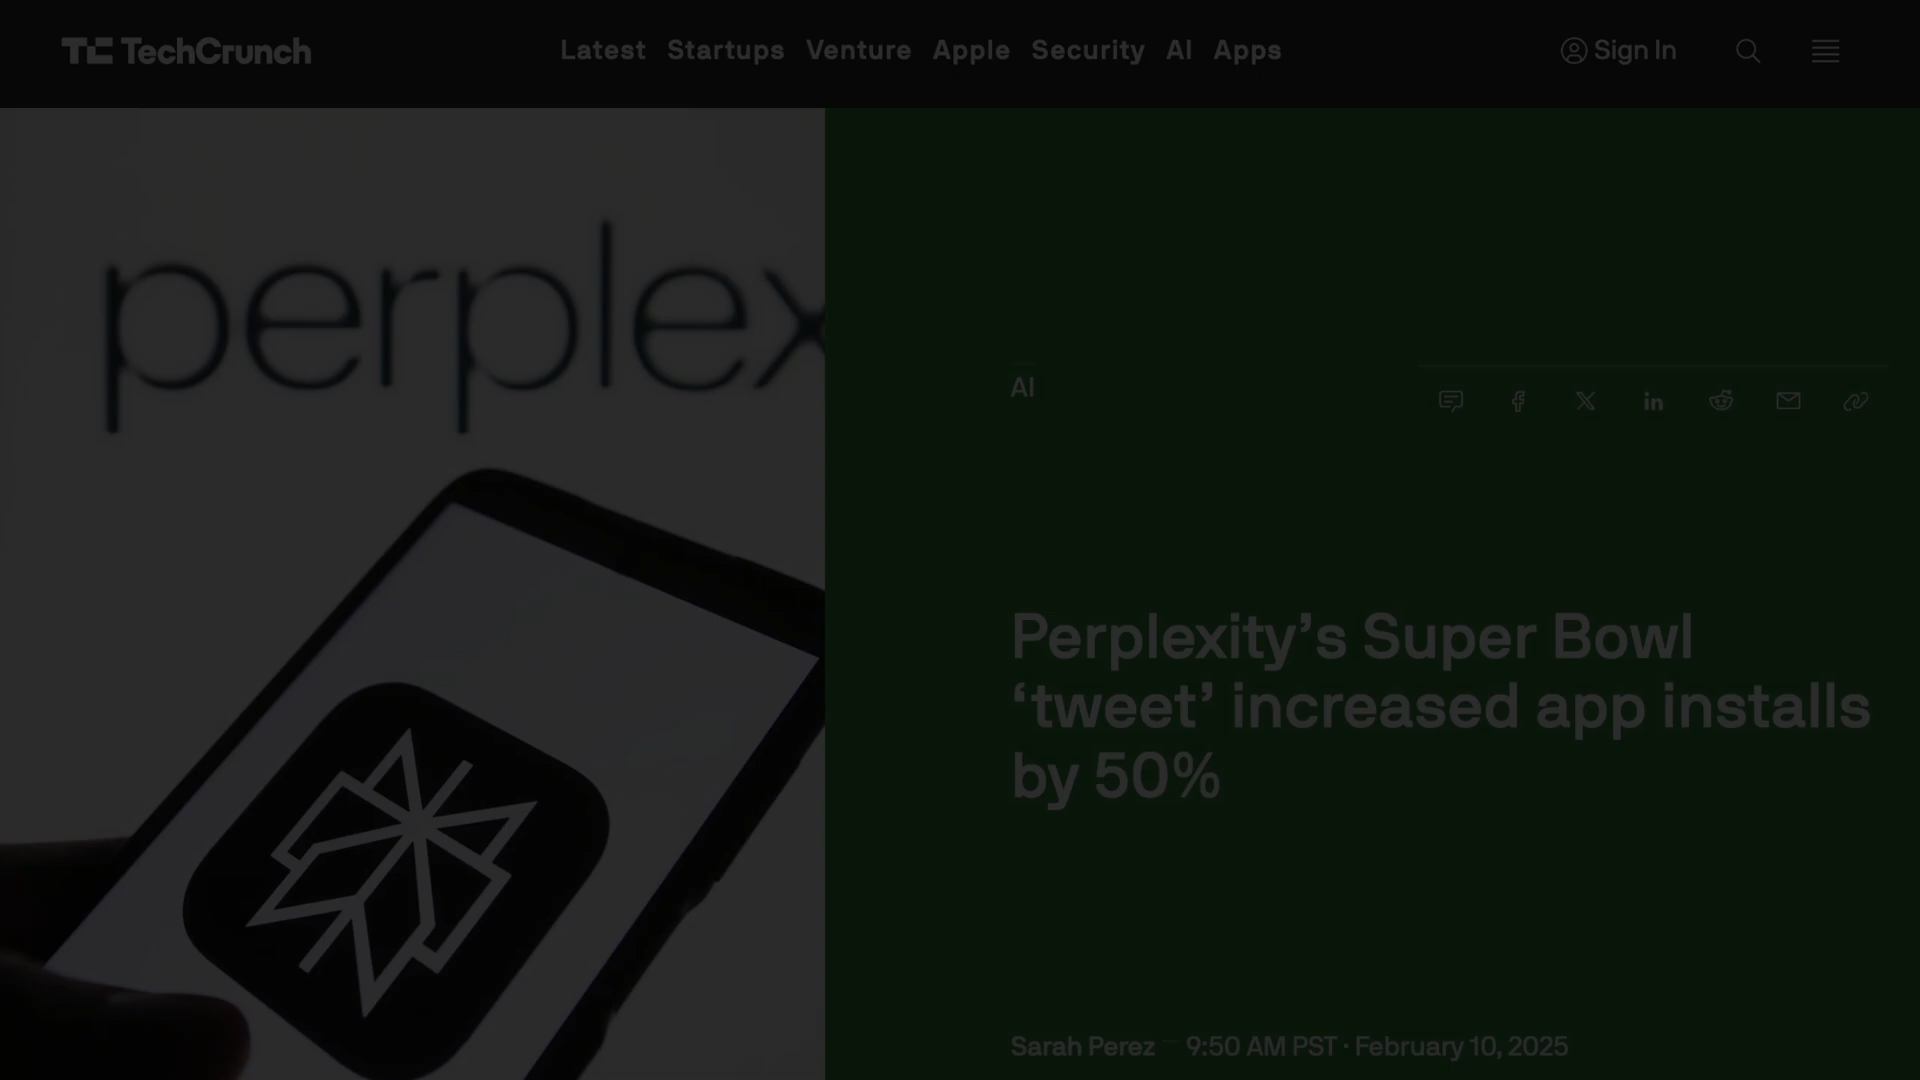 TechCrunch
Latest Startups Venture Apple Security AI Apps
Sign In
perplex
AI
Perplexity’s Super Bowl
‘tweet’ increased app installs
by 50%
Sarah Perez — 9:50 AM PST · February 10, 2025